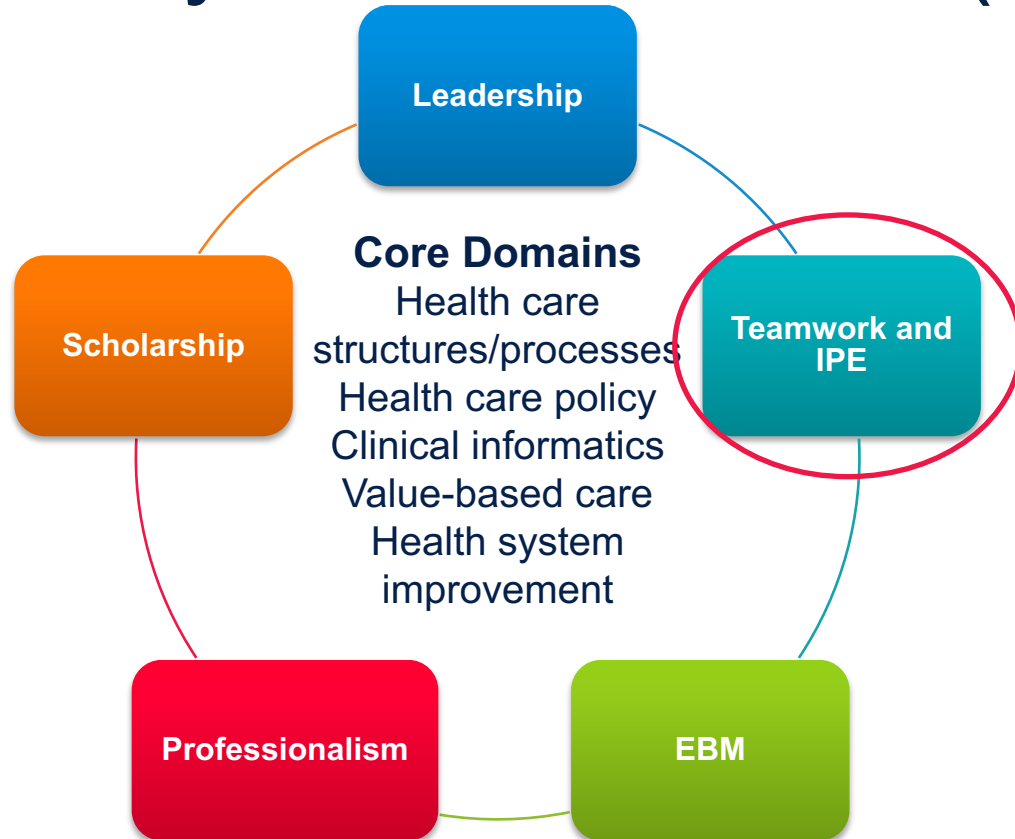 Leadership
Core Domains
Health care
structures/processes
Health care policy
Clinical informatics
Value-based care
Health system
improvement
Teamwork and
IPE
Scholarship
Professionalism
EBM